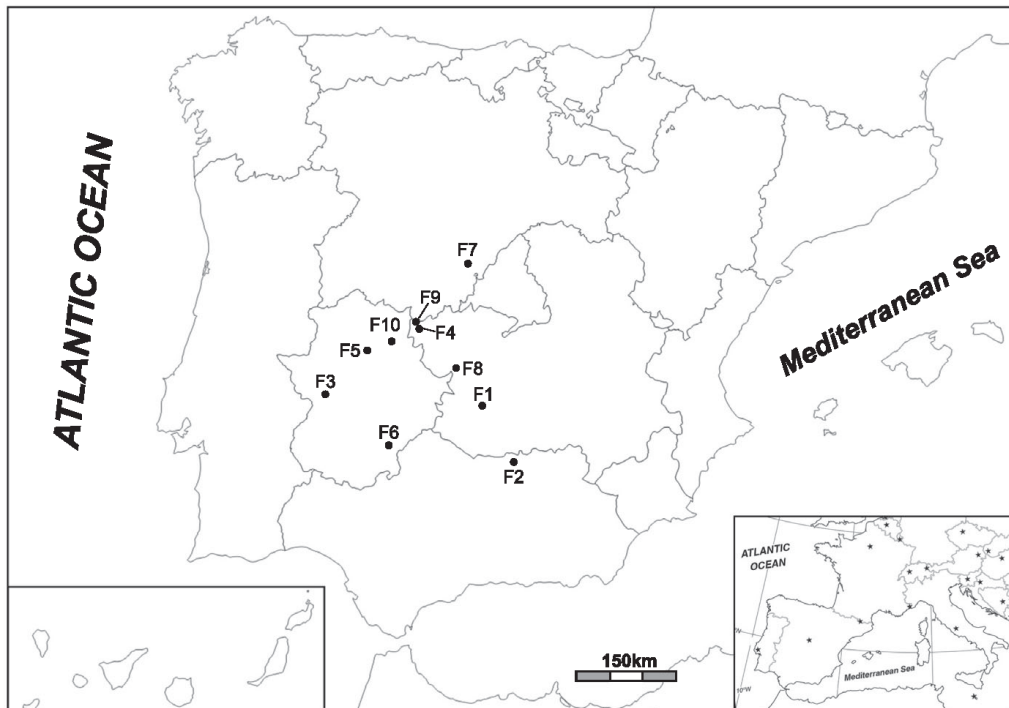 ATLANTIC OCEAN
Mediterranean Sea
F7
F9
F10
F4
F5
F8
F3
F1
F6
F2
150km
ATLANTIC
OCEAN
Mediterranean Sea
10°W